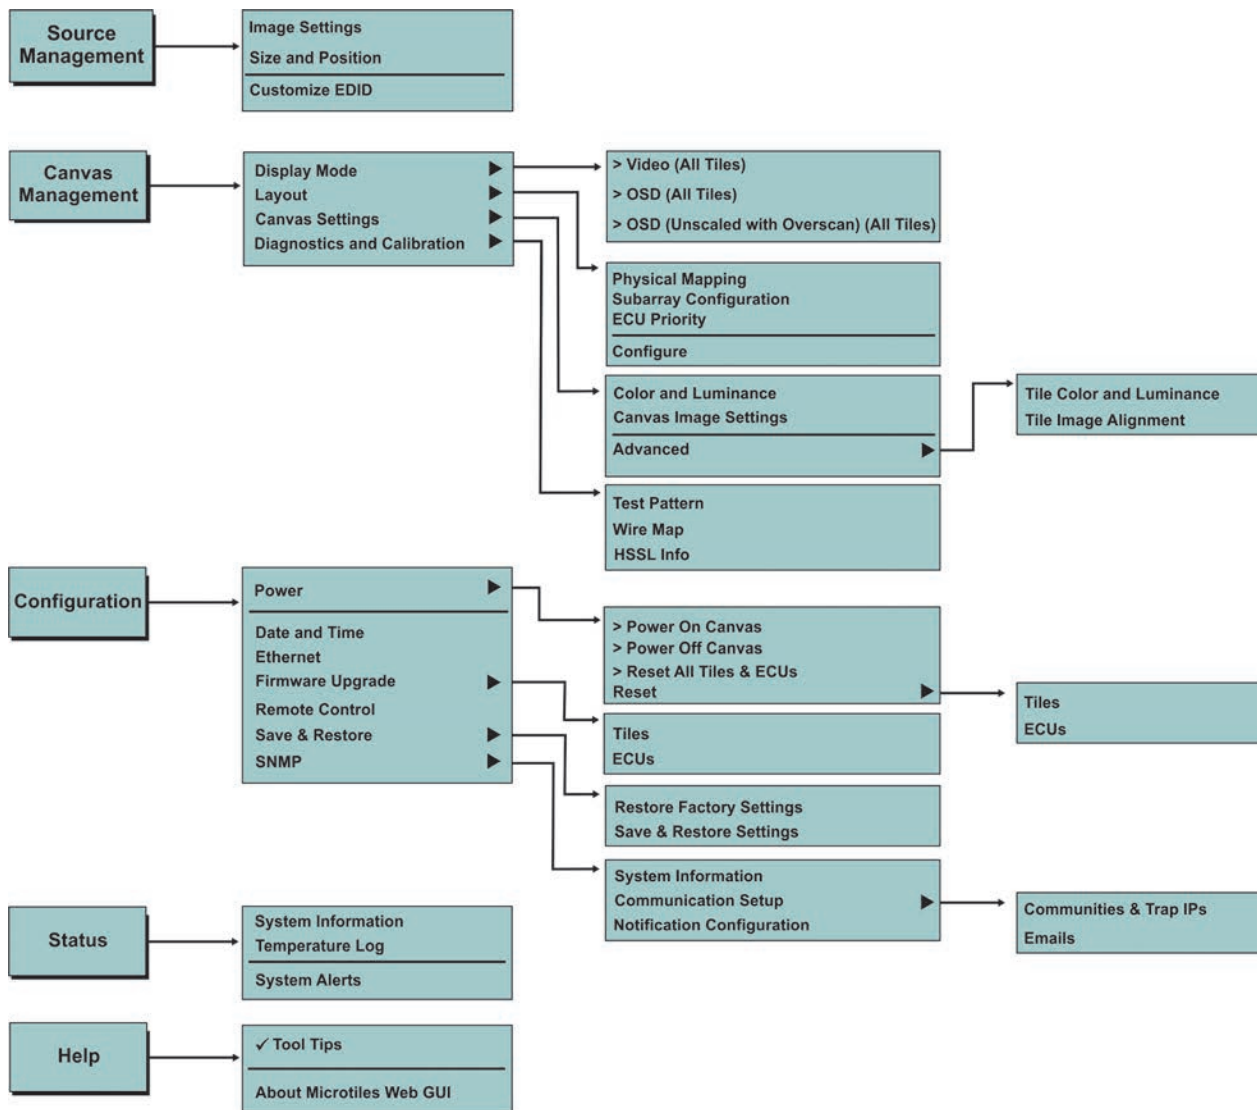 Source
Management
Image Settings
Size and Position
Customize EDID
Canvas
Management
Display Mode
Layout
Canvas Settings
Diagnostics and Calibration
> Video (All Tiles)
> OSD (All Tiles)
> OSD (Unscaled with Overscan) (All Tiles)
Physical Mapping
Subarray Configuration
ECU Priority
Configure
Color and Luminance
Canvas Image Settings
Advanced
Tile Color and Luminance
Tile Image Alignment
Test Pattern
Wire Map
HSSL Info
Configuration
Power
Date and Time
Ethernet
Firmware Upgrade
Remote Control
Save & Restore
SNMP
> Power On Canvas
> Power Off Canvas
> Reset All Tiles & ECUs
Reset
Tiles
ECUs
Tiles
ECUs
Restore Factory Settings
Save & Restore Settings
System Information
Communication Setup
Notification Configuration
Communities & Trap IPs
Emails
Status
System Information
Temperature Log
System Alerts
Help
✓ Tool Tips
About Microtiles Web GUI